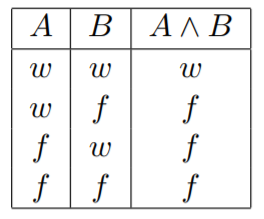 A B A ∧ B
w w w
w f f
f w f
f f f